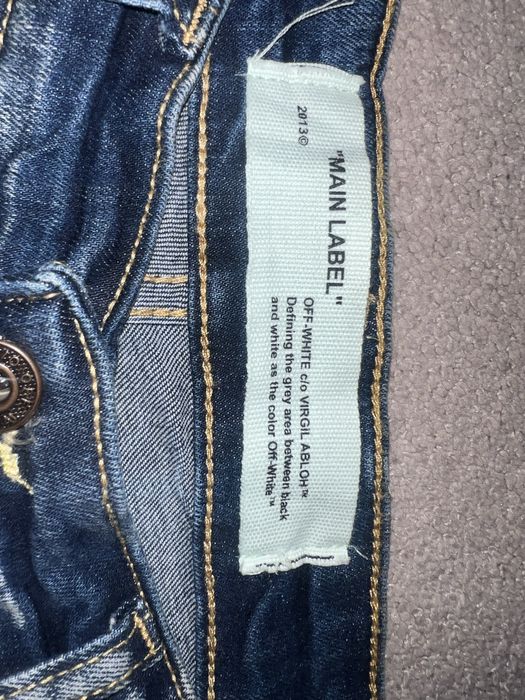 2013©
"MAIN LABEL"
OFF-WHITE c/o VIRGIL ABLOH™
Defining the grey area between black
and white as the color Off-White™